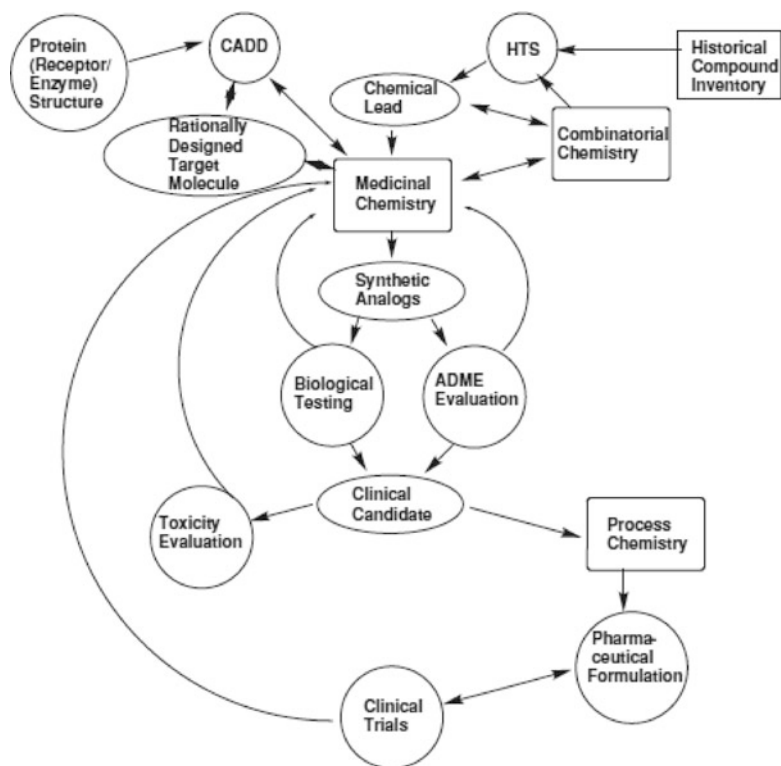 Protein
(Receptor/
Enzyme)
Structure
CADD
HTS
Historical
Compound
Inventory
Chemical
Lead
Rationally
Designed
Target
Molecule
Combinatorial
Chemistry
Medicinal
Chemistry
Synthetic
Analogs
Biological
Testing
ADME
Evaluation
Clinical
Candidate
Toxicity
Evaluation
Process
Chemistry
Pharma-
ceutical
Formulation
Clinical
Trials